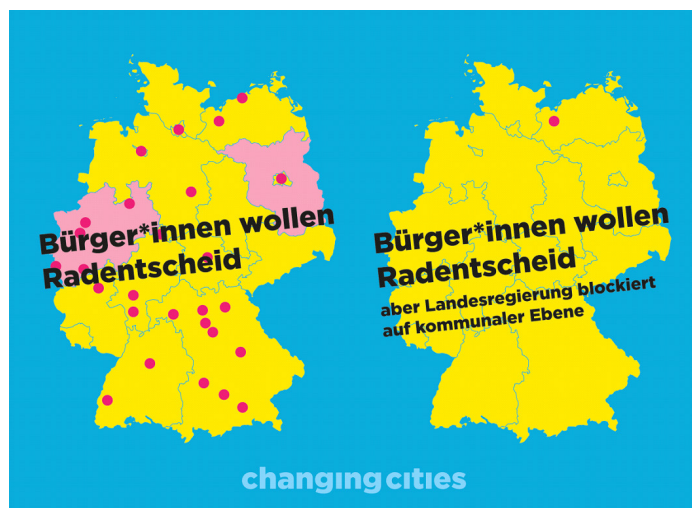 Bürger*innen wollen
Radentscheid
Bürger*innen wollen
Radentscheid
aber Landesregierung blockiert
auf kommunaler Ebene
changing cities